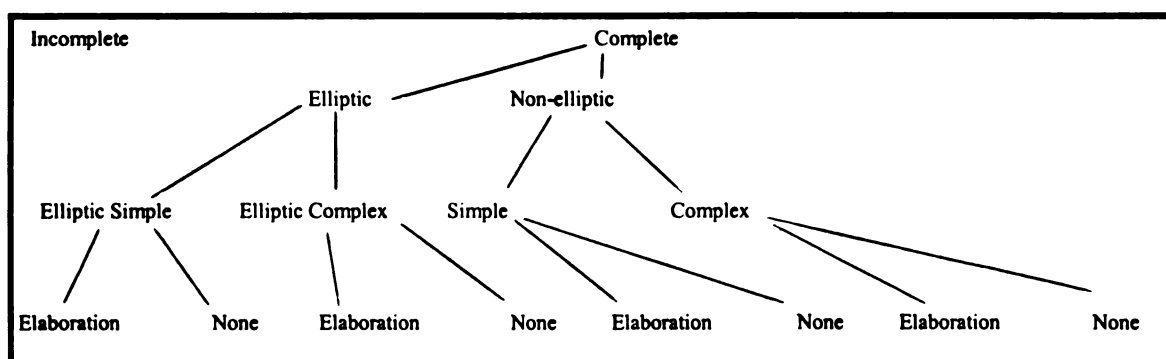 Incomplete Complete
Elliptic Non-elliptic
Elliptic Simple Elliptic Complex Simple Complex
Elaboration None Elaboration None Elaboration None Elaboration None